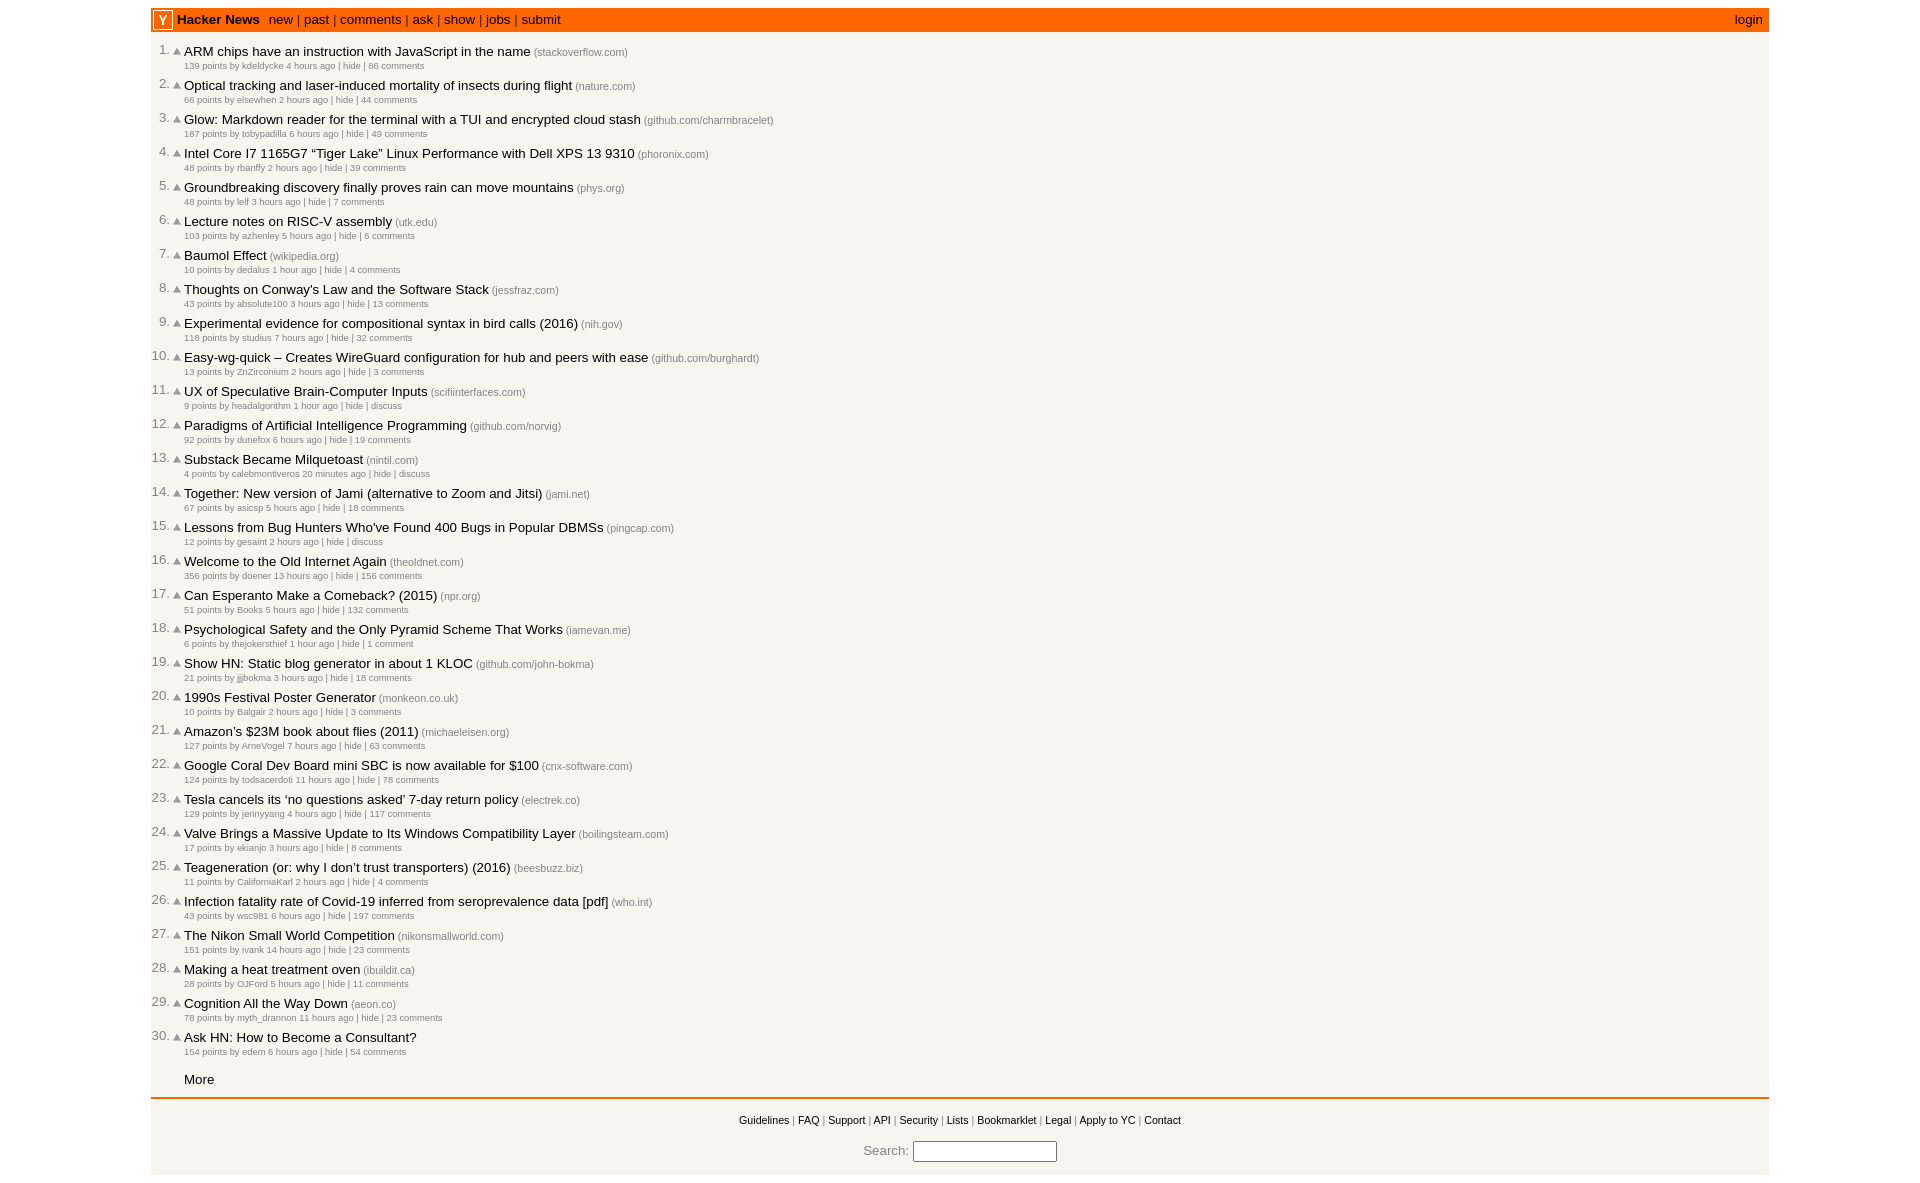 Y Hacker News new | past | comments | ask | show | jobs | submit login
1. ARM chips have an instruction with JavaScript in the name (stackoverflow.com)
139 points by kdeldycke 4 hours ago | hide | 86 comments
2. Optical tracking and laser-induced mortality of insects during flight (nature.com)
66 points by elsewhen 2 hours ago | hide | 44 comments
3. Glow: Markdown reader for the terminal with a TUI and encrypted cloud stash (github.com/charmbracelet)
187 points by tobypadilla 6 hours ago | hide | 49 comments
4. Intel Core I7 1165G7 “Tiger Lake” Linux Performance with Dell XPS 13 9310 (phoronix.com)
48 points by rbanffy 2 hours ago | hide | 39 comments
5. Groundbreaking discovery finally proves rain can move mountains (phys.org)
48 points by lelf 3 hours ago | hide | 7 comments
6. Lecture notes on RISC-V assembly (utk.edu)
103 points by azhenley 5 hours ago | hide | 6 comments
7. Baumol Effect (wikipedia.org)
10 points by dedalus 1 hour ago | hide | 4 comments
8. Thoughts on Conway's Law and the Software Stack (jessfraz.com)
43 points by absolute100 3 hours ago | hide | 13 comments
9. Experimental evidence for compositional syntax in bird calls (2016) (nih.gov)
118 points by studius 7 hours ago | hide | 32 comments
10. Easy-wg-quick – Creates WireGuard configuration for hub and peers with ease (github.com/burghardt)
13 points by ZnZirconium 2 hours ago | hide | 3 comments
11. UX of Speculative Brain-Computer Inputs (scifiinterfaces.com)
9 points by headalgorithm 1 hour ago | hide | discuss
12. Paradigms of Artificial Intelligence Programming (github.com/norvig)
92 points by dunefox 6 hours ago | hide | 19 comments
13. Substack Became Milquetoast (nintil.com)
4 points by calebmontiveros 20 minutes ago | hide | discuss
14. Together: New version of Jami (alternative to Zoom and Jitsi) (jami.net)
67 points by asicsp 5 hours ago | hide | 18 comments
15. Lessons from Bug Hunters Who've Found 400 Bugs in Popular DBMSs (pingcap.com)
12 points by gesaint 2 hours ago | hide | discuss
16. Welcome to the Old Internet Again (theoldnet.com)
356 points by doener 13 hours ago | hide | 156 comments
17. Can Esperanto Make a Comeback? (2015) (npr.org)
51 points by Books 5 hours ago | hide | 132 comments
18. Psychological Safety and the Only Pyramid Scheme That Works (iamevan.me)
6 points by thejokersthief 1 hour ago | hide | 1 comment
19. Show HN: Static blog generator in about 1 KLOC (github.com/john-bokma)
21 points by jjjbokma 3 hours ago | hide | 18 comments
20. 1990s Festival Poster Generator (monkeon.co.uk)
10 points by Balgair 2 hours ago | hide | 3 comments
21. Amazon’s $23M book about flies (2011) (michaeleisen.org)
127 points by ArneVogel 7 hours ago | hide | 63 comments
22. Google Coral Dev Board mini SBC is now available for $100 (cnx-software.com)
124 points by todsacerdoti 11 hours ago | hide | 78 comments
23. Tesla cancels its ‘no questions asked’ 7-day return policy (electrek.co)
129 points by jennyyang 4 hours ago | hide | 117 comments
24. Valve Brings a Massive Update to Its Windows Compatibility Layer (boilingsteam.com)
17 points by ekianjo 3 hours ago | hide | 8 comments
25. Teageneration (or: why I don’t trust transporters) (2016) (beesbuzz.biz)
11 points by CaliforniaKarl 2 hours ago | hide | 4 comments
26. Infection fatality rate of Covid-19 inferred from seroprevalence data [pdf] (who.int)
43 points by wsc981 6 hours ago | hide | 197 comments
27. The Nikon Small World Competition (nikonsmallworld.com)
151 points by ivank 14 hours ago | hide | 23 comments
28. Making a heat treatment oven (ibuildit.ca)
28 points by OJFord 5 hours ago | hide | 11 comments
29. Cognition All the Way Down (aeon.co)
78 points by myth_drannon 11 hours ago | hide | 23 comments
30. Ask HN: How to Become a Consultant?
154 points by edem 6 hours ago | hide | 54 comments
More
Guidelines | FAQ | Support | API | Security | Lists | Bookmarklet | Legal | Apply to YC | Contact
Search: